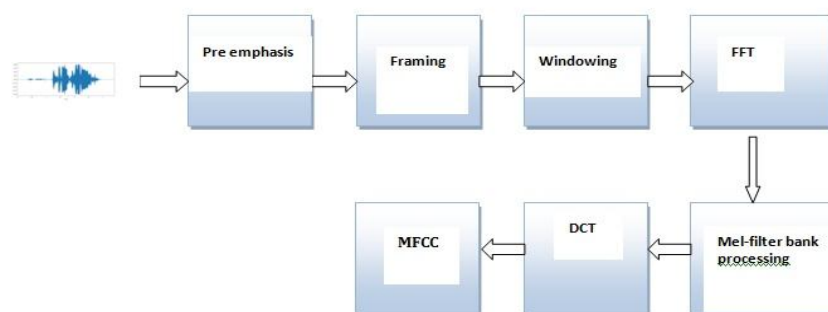 Pre emphasis
Framing
Windowing
FFT
Mel-filter bank
processing
DCT
MFCC